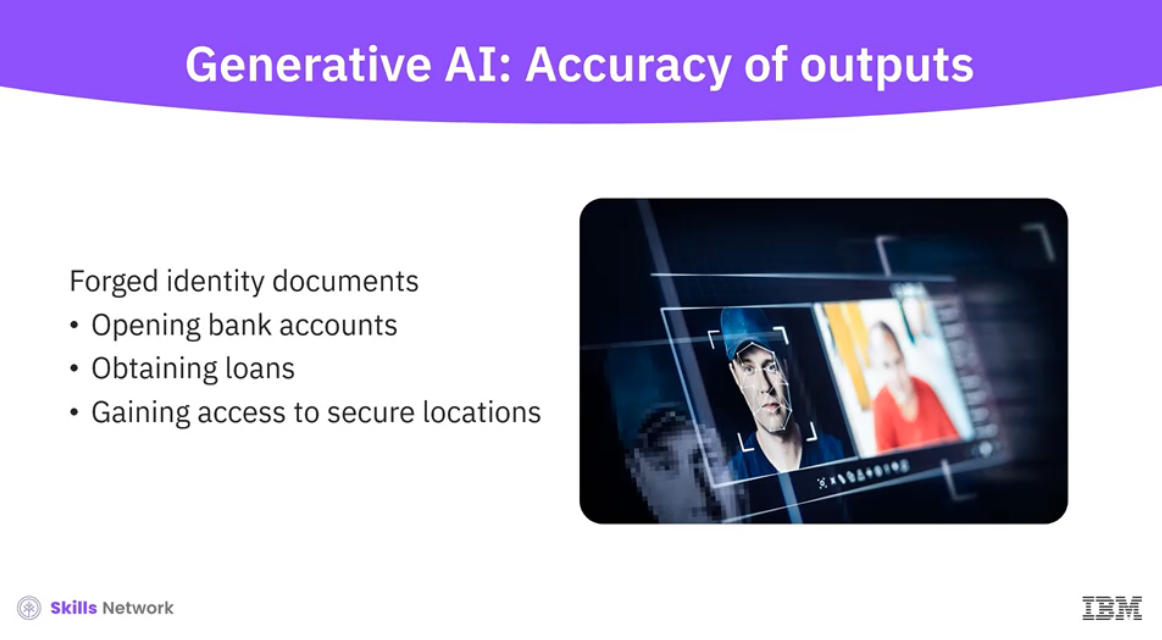 Generative AI: Accuracy of outputs
Forged identity documents
• Opening bank accounts
• Obtaining loans
• Gaining access to secure locations
Skills Network
IBM